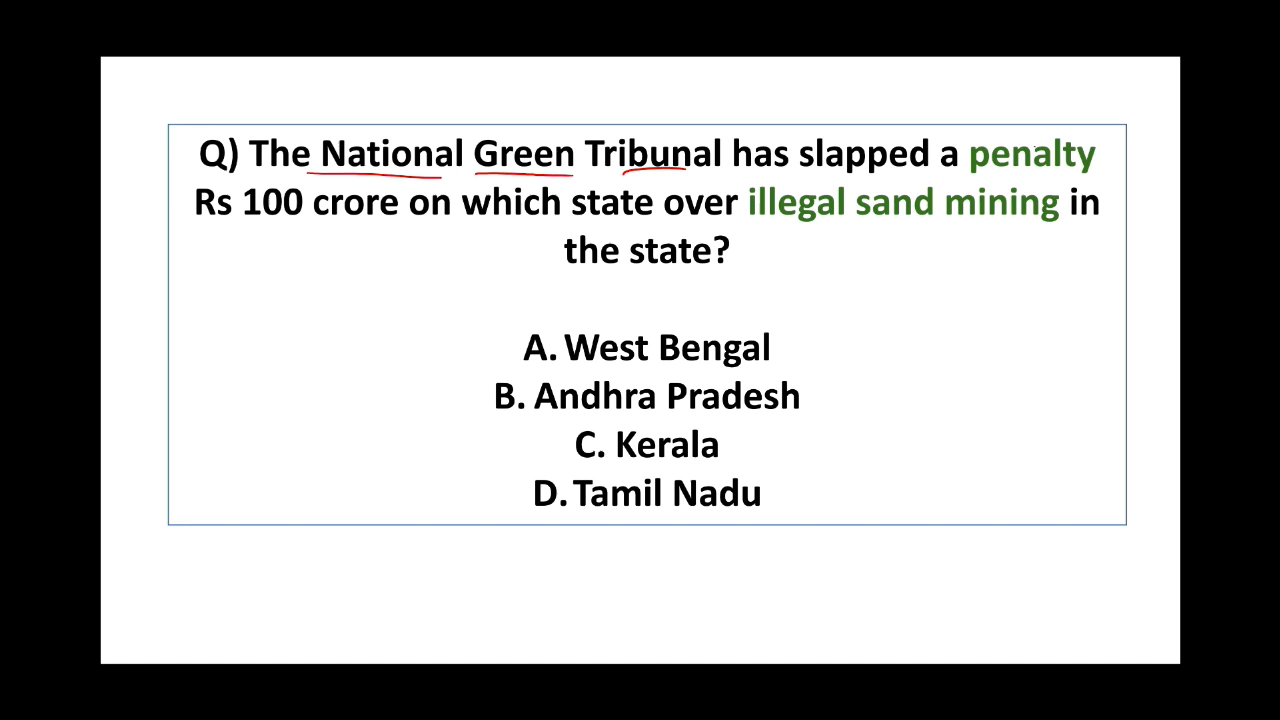 Q) The National Green Tribunal has slapped a penalty
Rs 100 crore on which state over illegal sand mining in
the state?
A. West Bengal
B. Andhra Pradesh
C. Kerala
D. Tamil Nadu